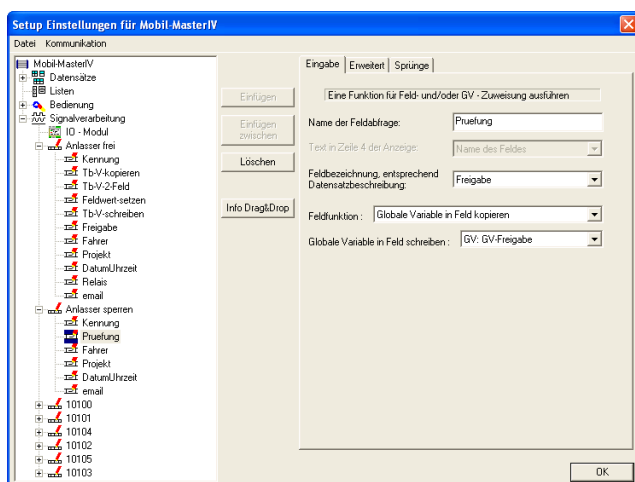 Setup Einstellungen für Mobil-MasterIV
Datei Kommunikation
Mobil-MasterIV
Datensätze
Listen
Bedienung
Signalverarbeitung
IO - Modul
Anlasser frei
Kennung
Tb-V-kopieren
Tb-V-2-Feld
Feldwert-setzen
Tb-V-schreiben
Freigabe
Fahrer
Projekt
DatumUhrzeit
Relais
email
Anlasser sperren
Kennung
Pruefung
Fahrer
Projekt
DatumUhrzeit
email
10100
10101
10104
10102
10105
10103
Einfügen
Einfügen
zwischen
Löschen
Info Drag&Drop
Eingabe Erweitert Sprünge
Eine Funktion für Feld- und/oder GV - Zuweisung ausführen
Name der Feldabfrage: Pruefung
Text in Zeile 4 der Anzeige: Name des Feldes
Feldbezeichnung, entsprechend
Datensatzbeschreibung: Freigabe
Feldfunktion : Globale Variable in Feld kopieren
Globale Variable in Feld schreiben : GV: GV-Freigabe
OK